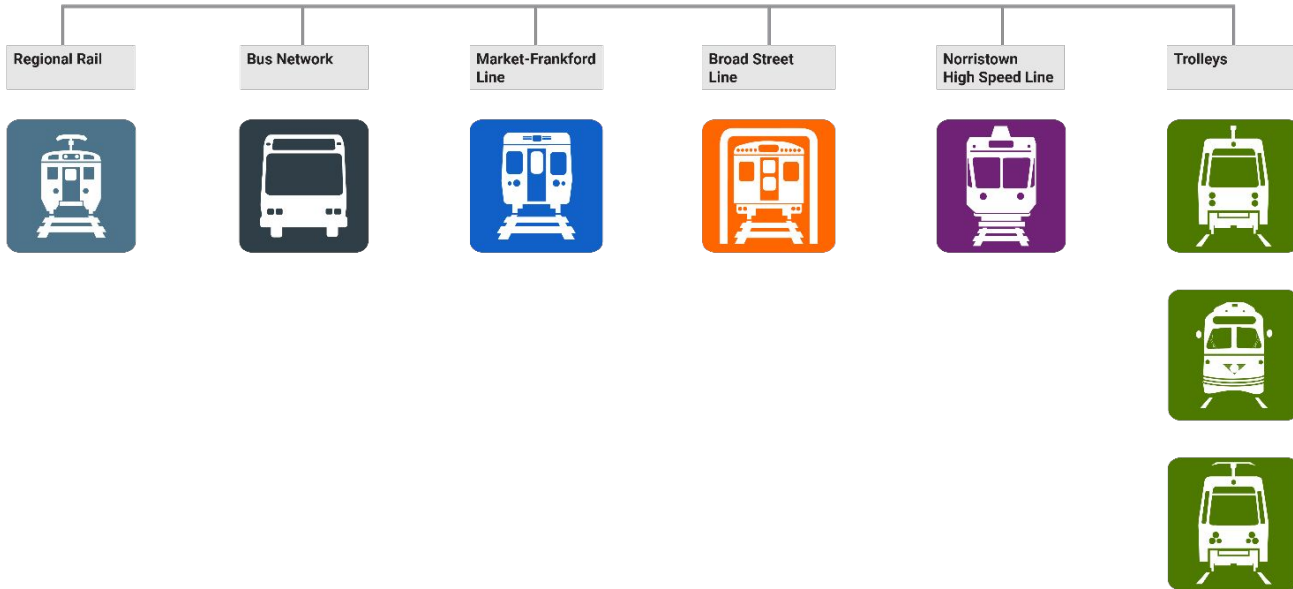 Regional Rail
Bus Network
Market-Frankford
Line
Broad Street
Line
Norristown
High Speed Line
Trolleys